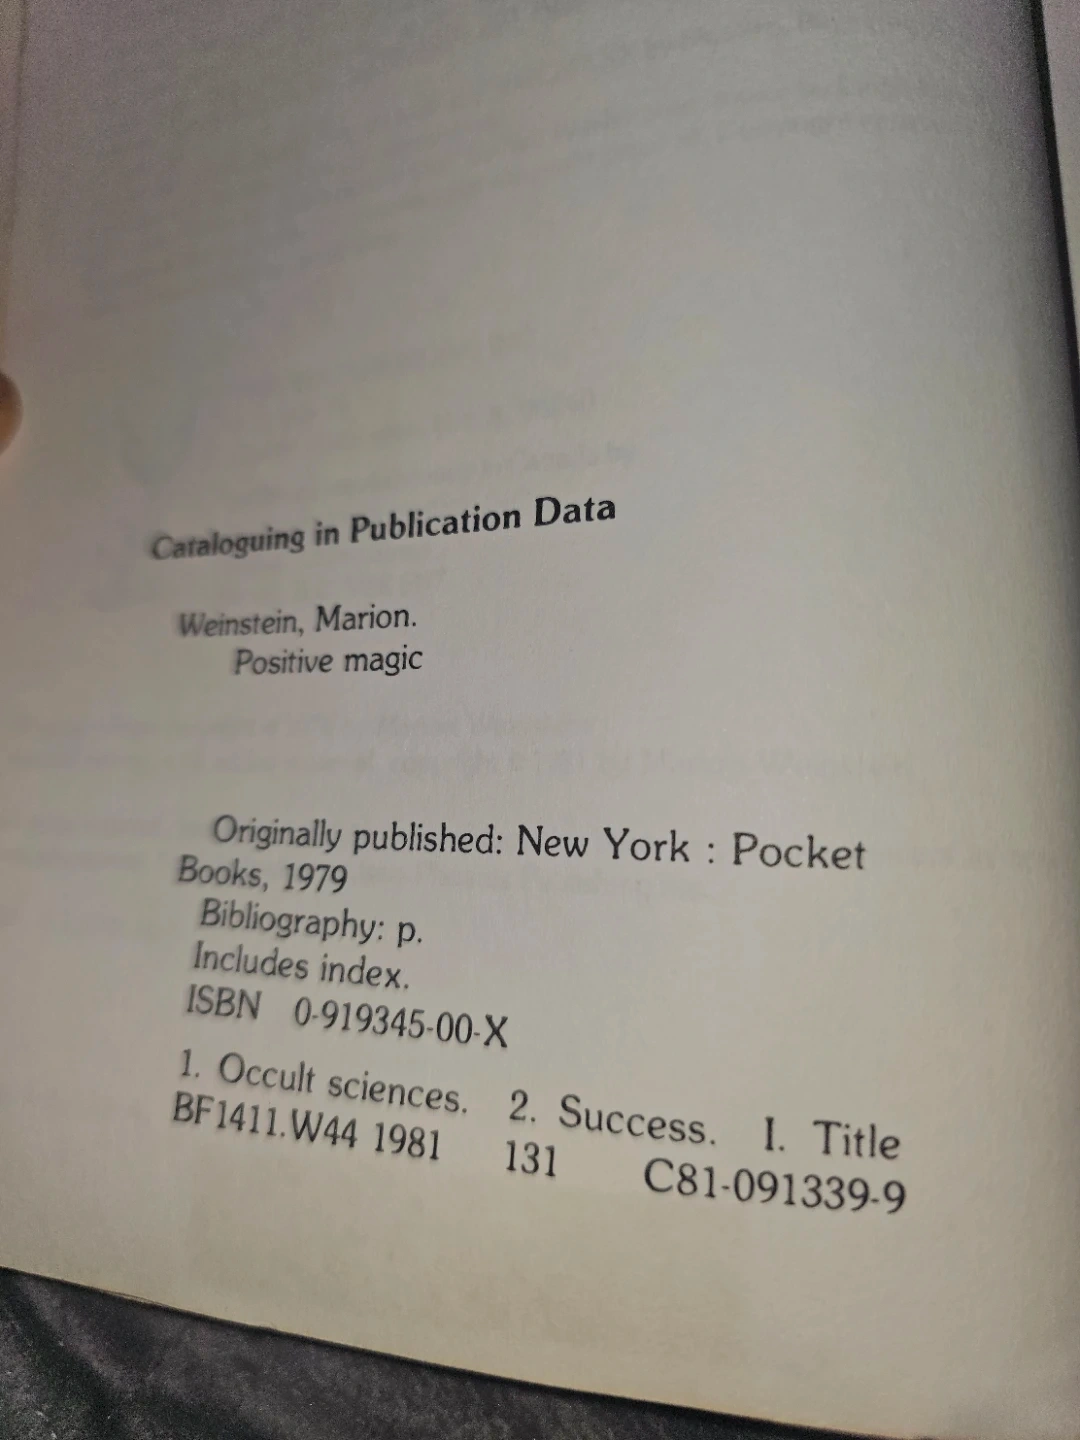 Cataloguing in Publication Data
Weinstein, Marion.
Positive magic
Originally published: New York : Pocket
Books, 1979
Bibliography: p.
Includes index.
ISBN 0-919345-00-X
1. Occult sciences. 2. Success. I. Title
BF1411.W44 1981 131 C81-091339-9